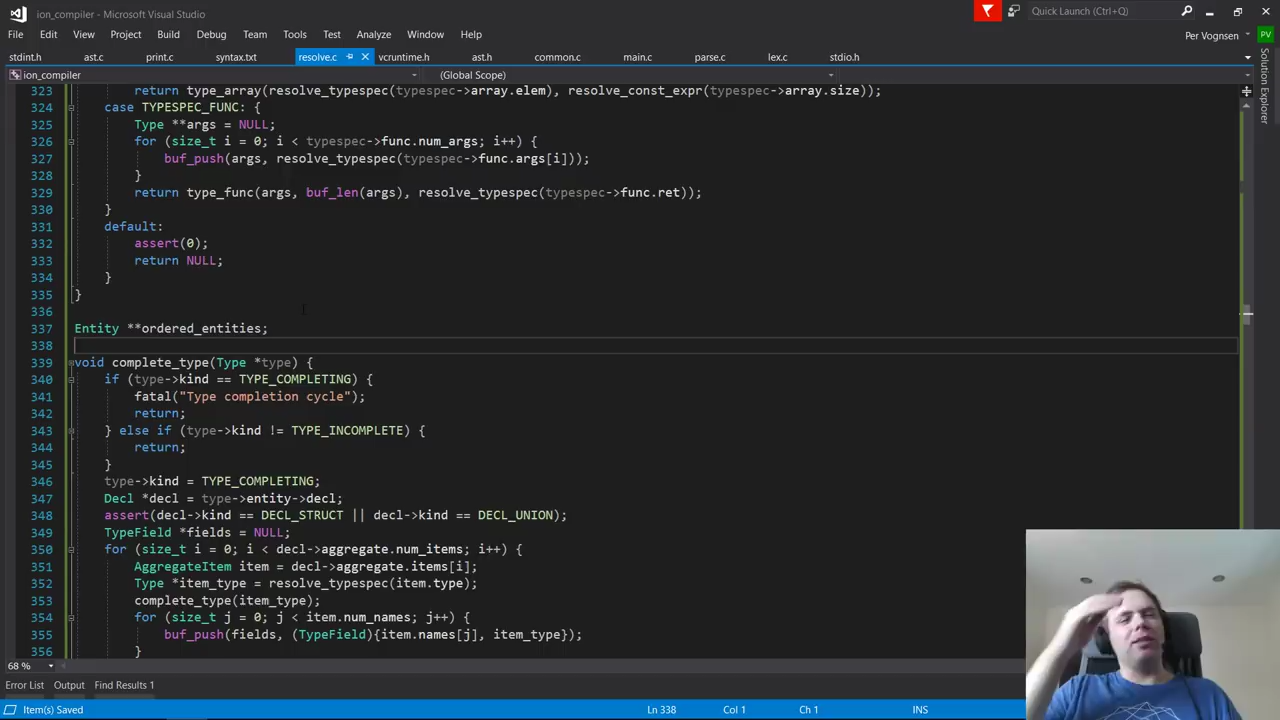 ion_compiler - Microsoft Visual Studio
Quick Launch (Ctrl+Q)
File Edit View Project Build Debug Team Tools Test Analyze Window Help
Per Vognsen PV
stdint.h ast.c print.c syntax.txt resolve.c vcruntime.h ast.h common.c main.c parse.c lex.c stdio.h
Solution Explorer
ion_compiler (Global Scope)
323 return type_array(resolve_typespec(typespec->array.elem), resolve_const_expr(typespec->array.size));
324 case TYPESPEC_FUNC: {
325 Type **args = NULL;
326 for (size_t i = 0; i < typespec->func.num_args; i++) {
327 buf_push(args, resolve_typespec(typespec->func.args[i]));
328 }
329 return type_func(args, buf_len(args), resolve_typespec(typespec->func.ret));
330 }
331 default:
332 assert(0);
333 return NULL;
334 }
335 }
336
337 Entity **ordered_entities;
338
339 void complete_type(Type *type) {
340 if (type->kind == TYPE_COMPLETING) {
341 fatal("Type completion cycle");
342 return;
343 } else if (type->kind != TYPE_INCOMPLETE) {
344 return;
345 }
346 type->kind = TYPE_COMPLETING;
347 Decl *decl = type->entity->decl;
348 assert(decl->kind == DECL_STRUCT || decl->kind == DECL_UNION);
349 TypeField *fields = NULL;
350 for (size_t i = 0; i < decl->aggregate.num_items; i++) {
351 AggregateItem item = decl->aggregate.items[i];
352 Type *item_type = resolve_typespec(item.type);
353 complete_type(item_type);
354 for (size_t j = 0; j < item.num_names; j++) {
355 buf_push(fields, (TypeField){item.names[j], item_type});
356 }
68 %
Error List Output Find Results 1
Item(s) Saved Ln 338 Col 1 Ch 1 INS